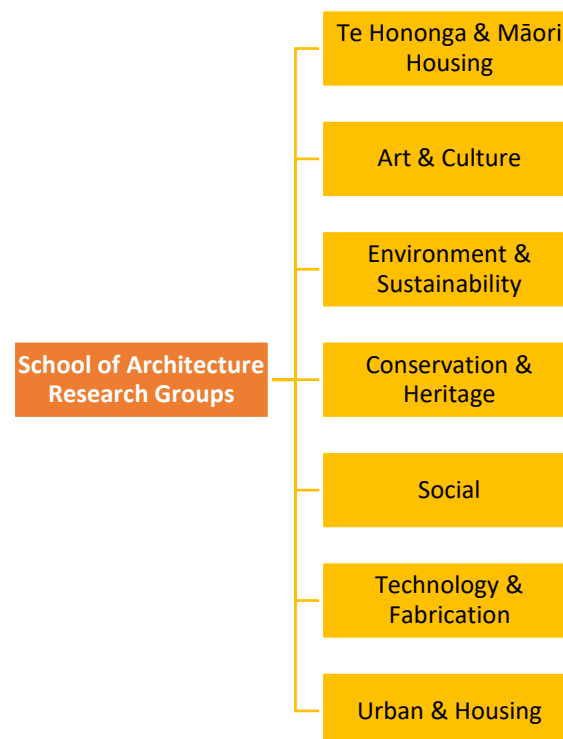 Te Hononga & Māori
Housing
Art & Culture
Environment &
Sustainability
School of Architecture
Research Groups
Conservation &
Heritage
Social
Technology &
Fabrication
Urban & Housing